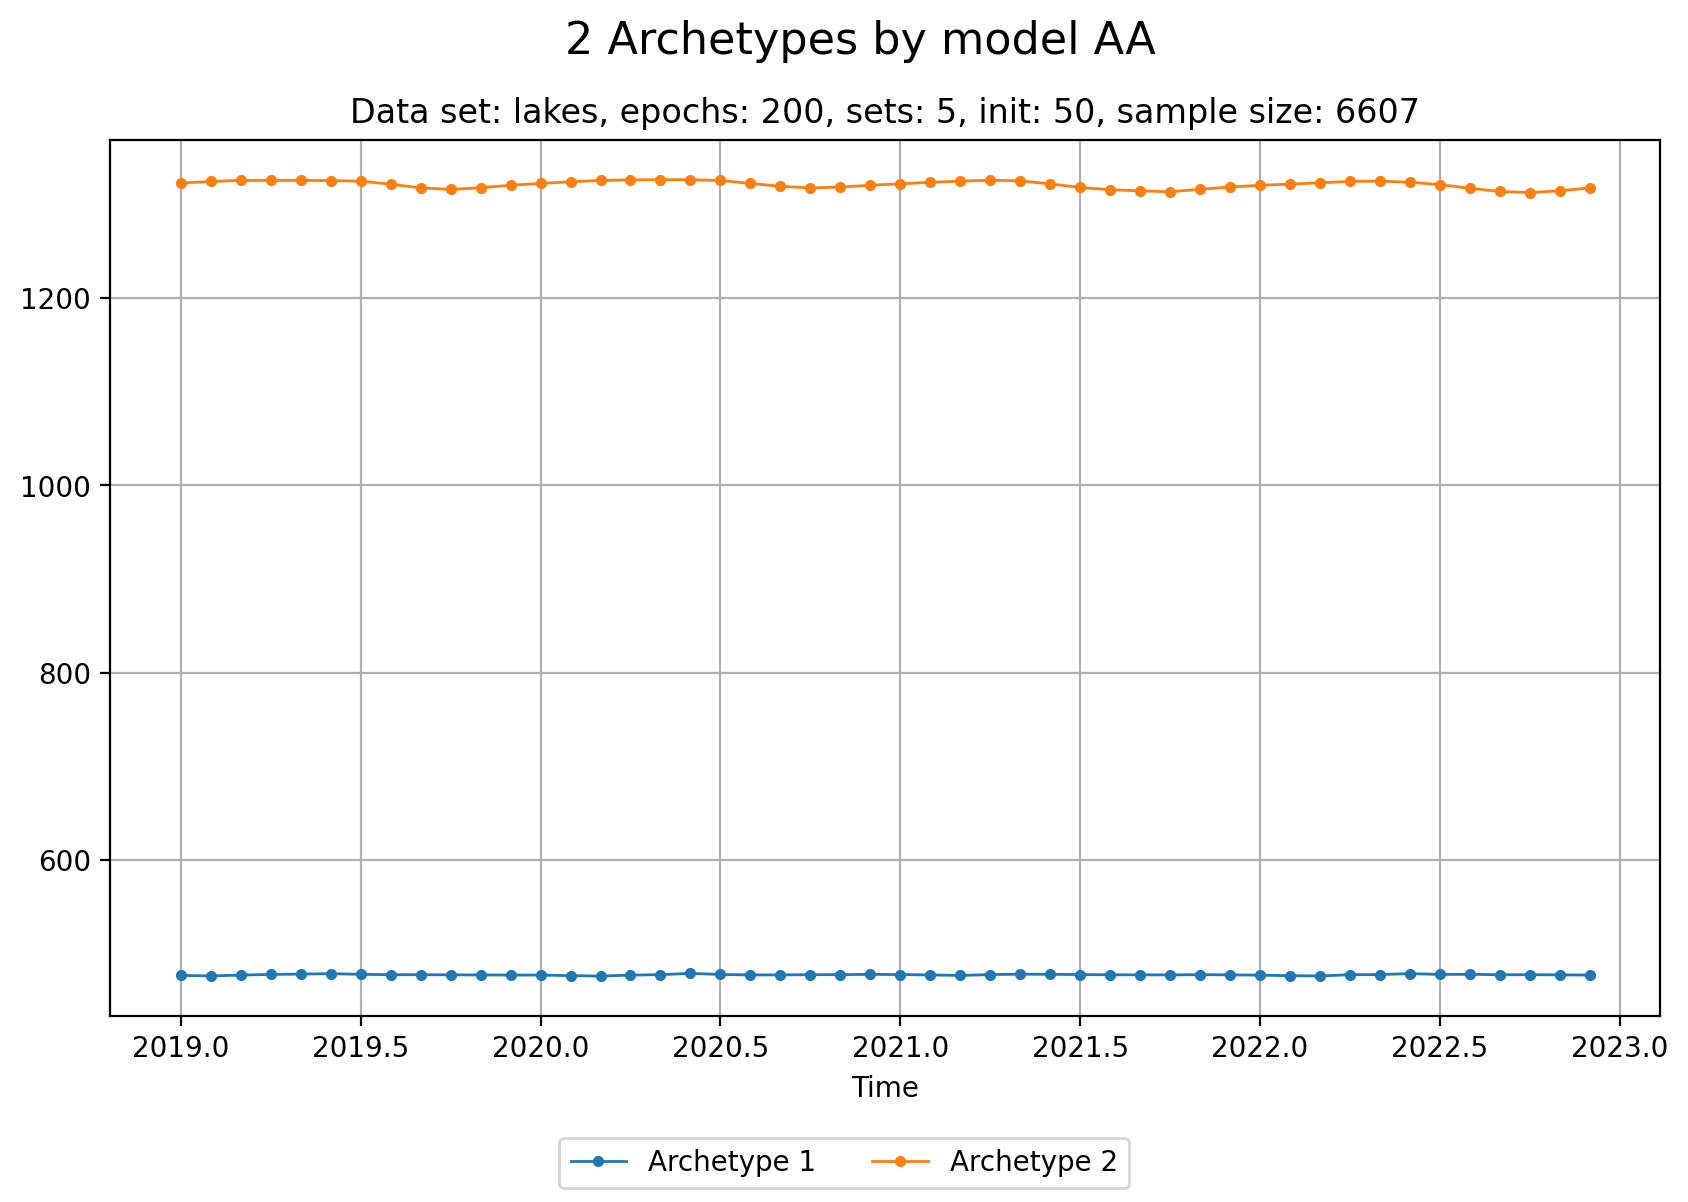 2 Archetypes by model AA
Data set: lakes, epochs: 200, sets: 5, init: 50, sample size: 6607
1200
1000
800
600
2019.0 2019.5 2020.0 2020.5 2021.0 2021.5 2022.0 2022.5 2023.0
Time
Archetype 1 Archetype 2